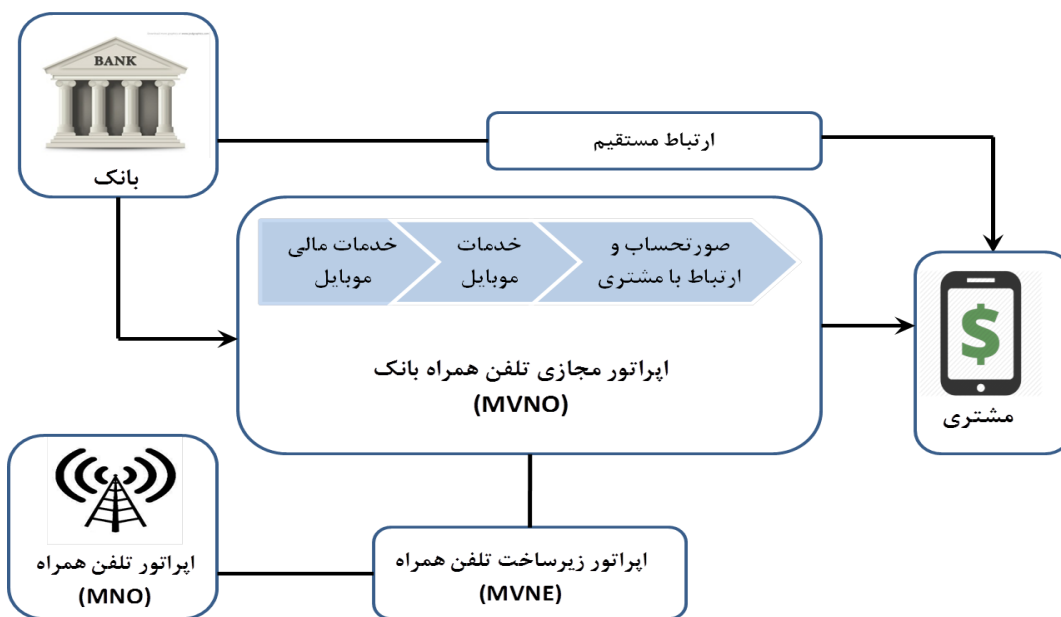 BANK
بانک
ارتباط مستقیم
خدمات مالی
موبایل
خدمات
موبایل
صورتحساب و
ارتباط با مشتری
اپراتور مجازی تلفن همراه بانک
(MVNO)
$
مشتری
اپراتور تلفن همراه
(MNO)
اپراتور زیرساخت تلفن همراه
(MVNE)